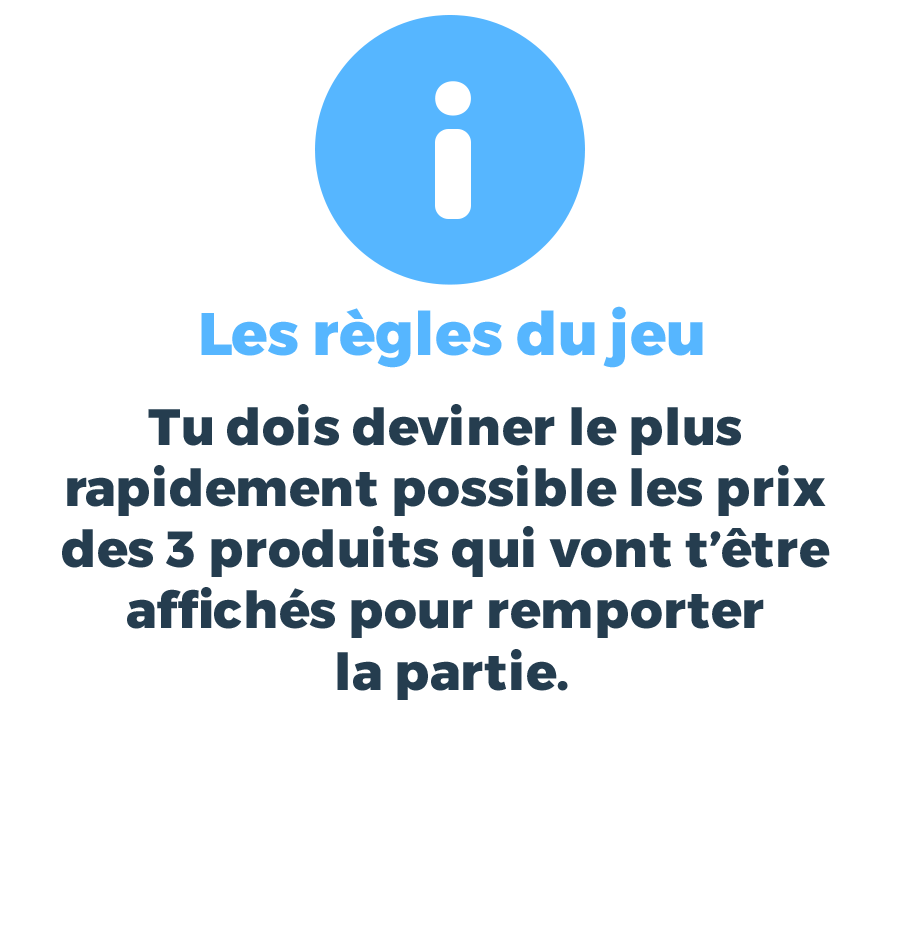 Les règles du jeu
Tu dois deviner le plus
rapidement possible les prix
des 3 produits qui vont t’être
affichés pour remporter
la partie.